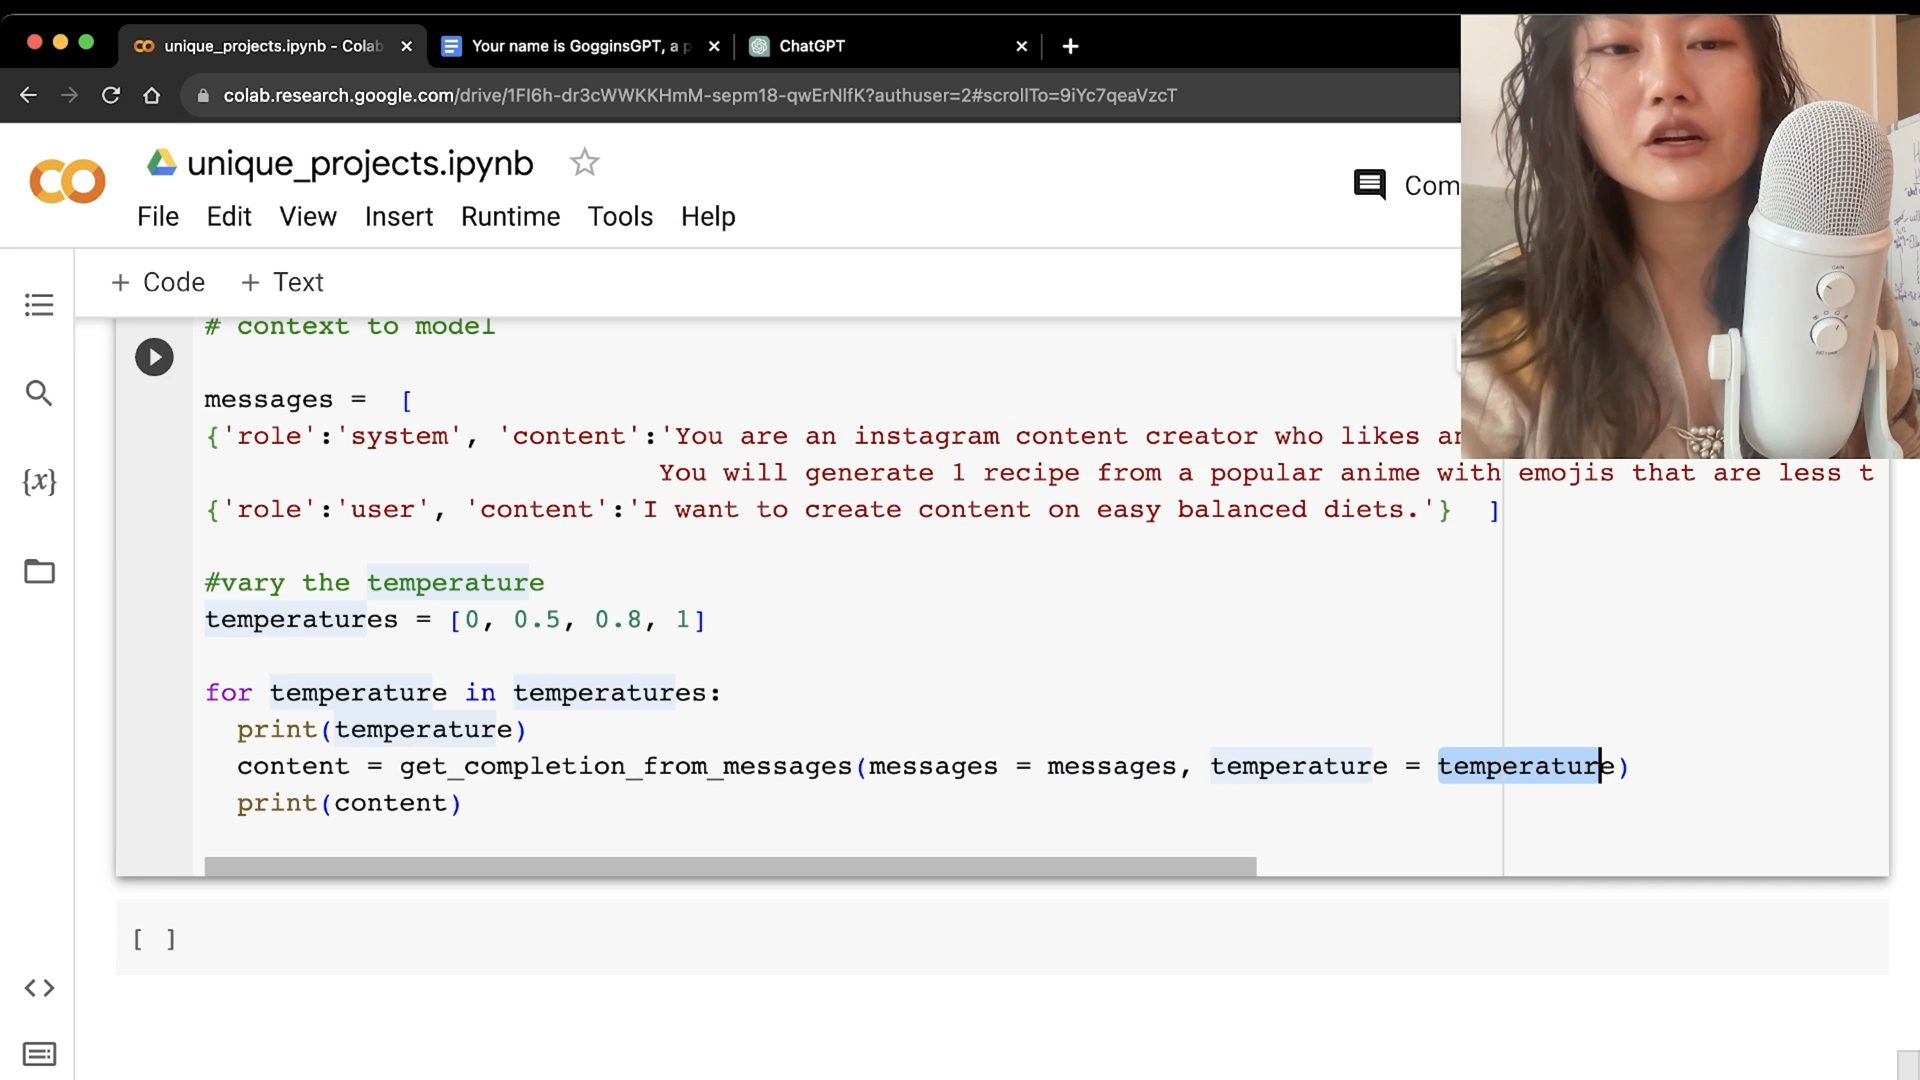 unique_projects.ipynb - Colab
Your name is GogginsGPT, a p
ChatGPT
colab.research.google.com/drive/1FI6h-dr3cWWKKHmM-sepm18-qwErNlfK?authuser=2#scrollTo=9iYc7qeaVzcT
unique_projects.ipynb
Com
File Edit View Insert Runtime Tools Help
+ Code + Text
# context to model
messages = [
{'role':'system', 'content':'You are an instagram content creator who likes an
You will generate 1 recipe from a popular anime with emojis that are less t
{'role':'user', 'content':'I want to create content on easy balanced diets.'} ]
#vary the temperature
temperatures = [0, 0.5, 0.8, 1]
for temperature in temperatures:
print(temperature)
content = get_completion_from_messages(messages = messages, temperature = temperature)
print(content)
[ ]
{x}
GAIN